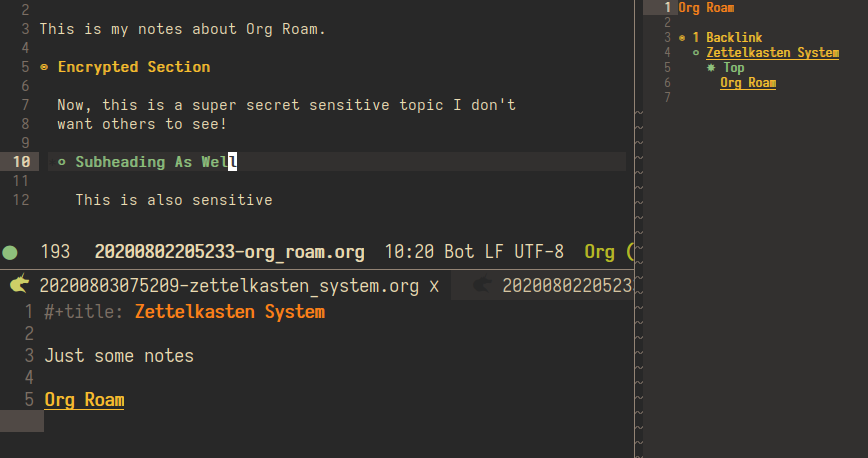 2
3 This is my notes about Org Roam.
4
5 Encrypted Section
6
7 Now, this is a super secret sensitive topic I don't
8 want others to see!
9
10 Subheading As Well
11
12 This is also sensitive
193 20200802205233-org_roam.org 10:20 Bot LF UTF-8 Org (
20200803075209-zettelkasten_system.org x 2020080220523
1 #+title: Zettelkasten System
2
3 Just some notes
4
5 Org Roam
1 Org Roam
2
3 1 Backlink
4 Zettelkasten System
5 Top
6 Org Roam
7